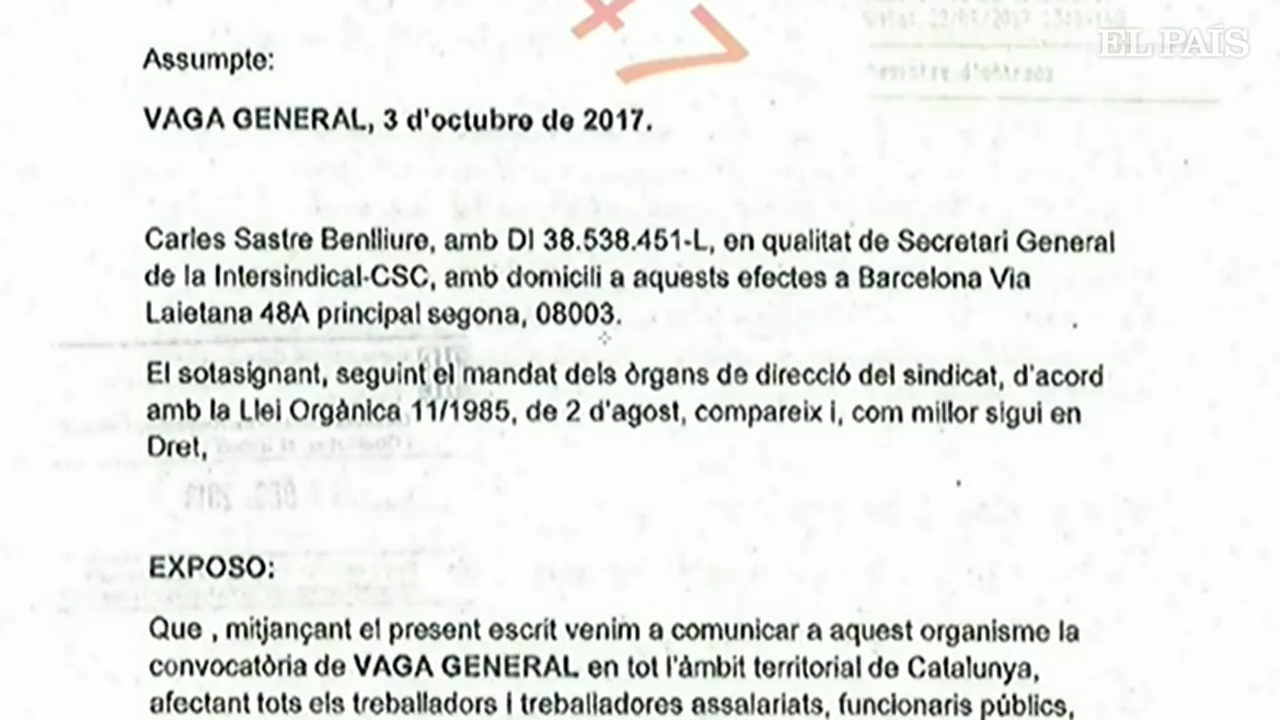 EL PAÍS
Assumpte:
VAGA GENERAL, 3 d'octubro de 2017.
Carles Sastre Benlliure, amb DI 38.538.451-L, en qualitat de Secretari General
de la Intersindical-CSC, amb domicili a aquests efectes a Barcelona Via
Laietana 48A principal segona, 08003.
El sotasignant, seguint el mandat dels òrgans de direcció del sindicat, d'acord
amb la Llei Orgànica 11/1985, de 2 d'agost, compareix i, com millor sigui en
Dret,
EXPOSO:
Que , mitjançant el present escrit venim a comunicar a aquest organisme la
convocatòria de VAGA GENERAL en tot l'àmbit territorial de Catalunya,
afectant tots els treballadors i treballadores assalariats, funcionaris públics,